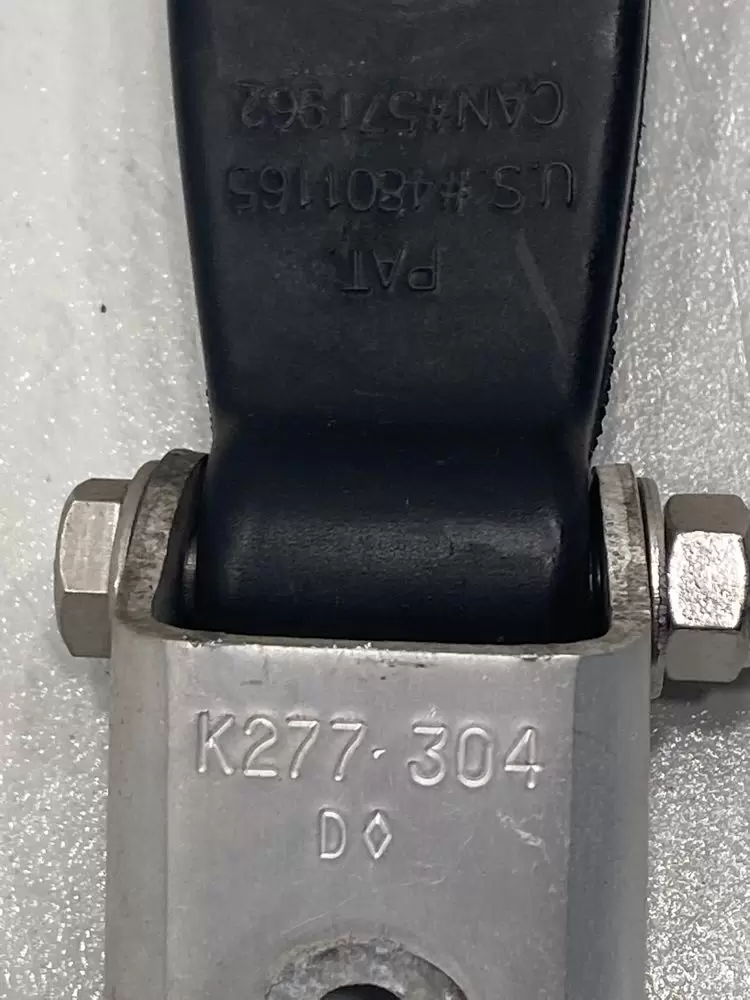 PAT.
U.S. #4801165
CAN#571962
K277-304
D◊